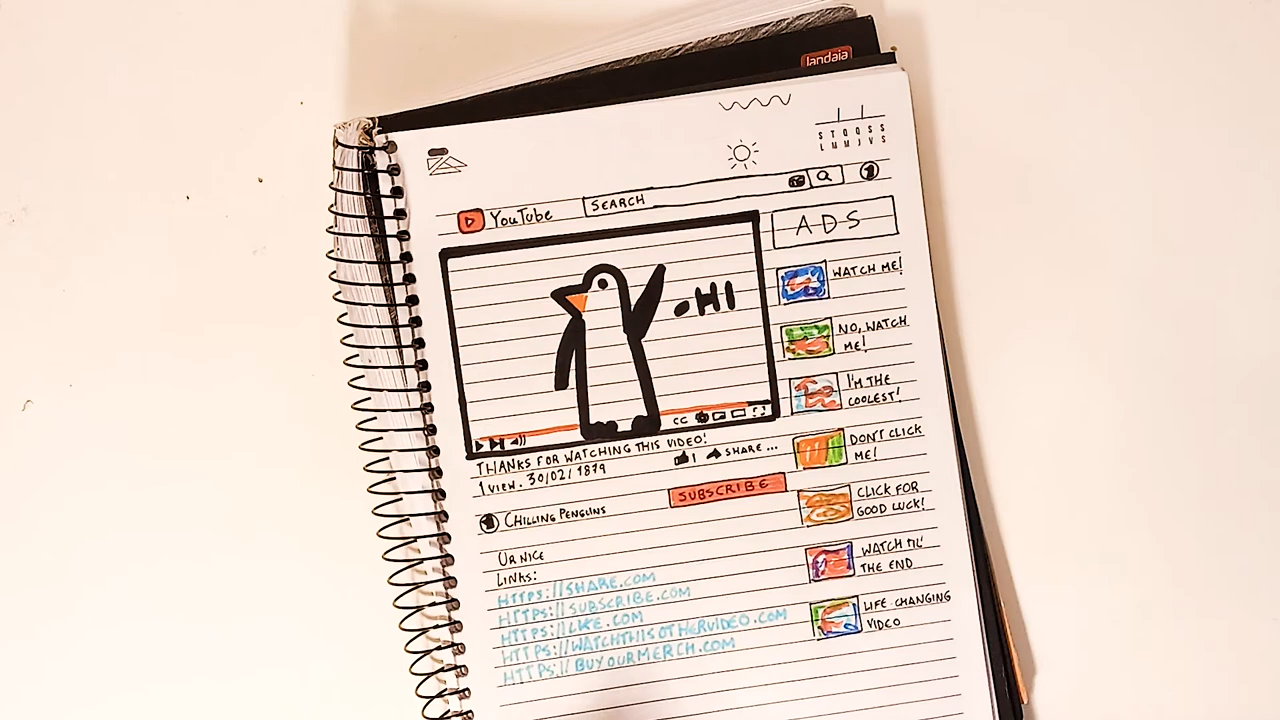 landaia
S T Q Q S S
L M M J V S
YouTube
SEARCH
ADS
HI
CC
WATCH ME!
NO, WATCH
ME!
I'M THE
COOLEST!
DON'T CLICK
ME!
CLICK FOR
GOOD LUCK!
WATCH TIL'
THE END
LIFE-CHANGING
VIDEO
THANKS FOR WATCHING THIS VIDEO!
1 VIEW. 30/02/1879
1 SHARE ...
SUBSCRIBE
CHILLING PENGUINS
UR NICE
LINKS:
HTTPS://SHARE.COM
HTTPS://SUBSCRIBE.COM
HTTPS://LIKE.COM
HTTPS://WATCHTHISOTHERVIDEO.COM
HTTPS://BUYOURMERCH.COM